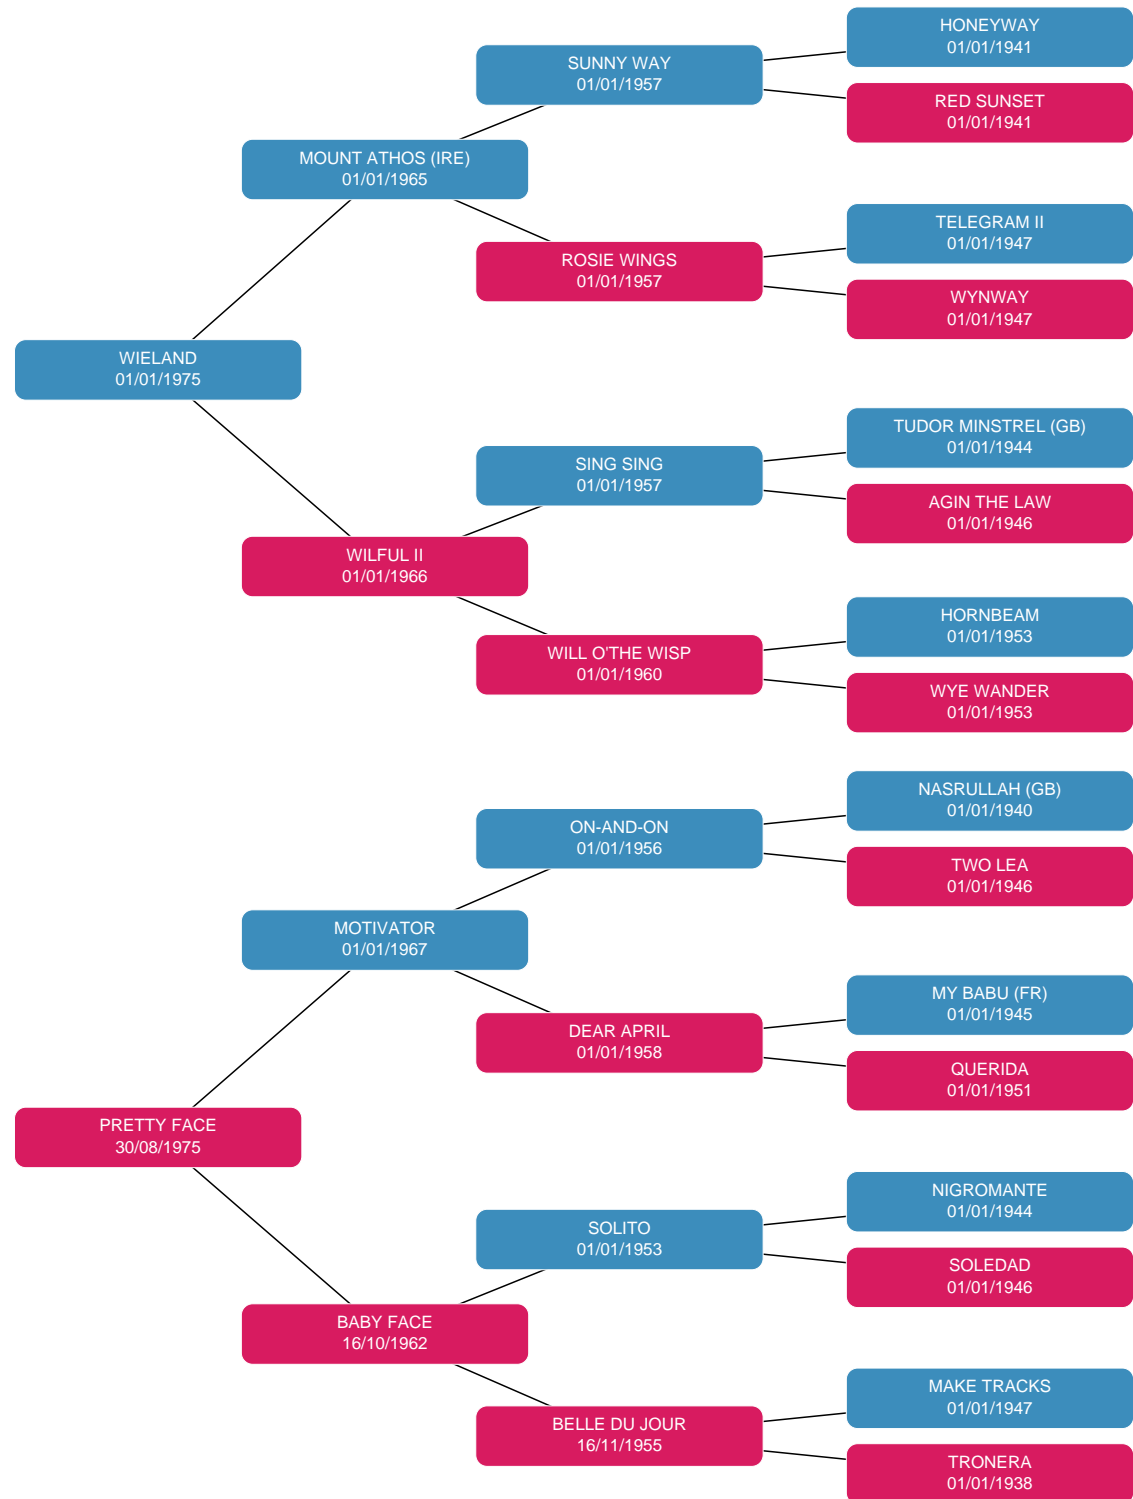 HONEYWAY
01/01/1941
SUNNY WAY
01/01/1957
RED SUNSET
01/01/1941
MOUNT ATHOS (IRE)
01/01/1965
TELEGRAM II
01/01/1947
ROSIE WINGS
01/01/1957
WYNWAY
01/01/1947
WIELAND
01/01/1975
TUDOR MINSTREL (GB)
01/01/1944
SING SING
01/01/1957
AGIN THE LAW
01/01/1946
WILFUL II
01/01/1966
HORNBEAM
01/01/1953
WILL O'THE WISP
01/01/1960
WYE WANDER
01/01/1953
NASRULLAH (GB)
01/01/1940
ON-AND-ON
01/01/1956
TWO LEA
01/01/1946
MOTIVATOR
01/01/1967
MY BABU (FR)
01/01/1945
DEAR APRIL
01/01/1958
QUERIDA
01/01/1951
PRETTY FACE
30/08/1975
NIGROMANTE
01/01/1944
SOLITO
01/01/1953
SOLEDAD
01/01/1946
BABY FACE
16/10/1962
MAKE TRACKS
01/01/1947
BELLE DU JOUR
16/11/1955
TRONERA
01/01/1938